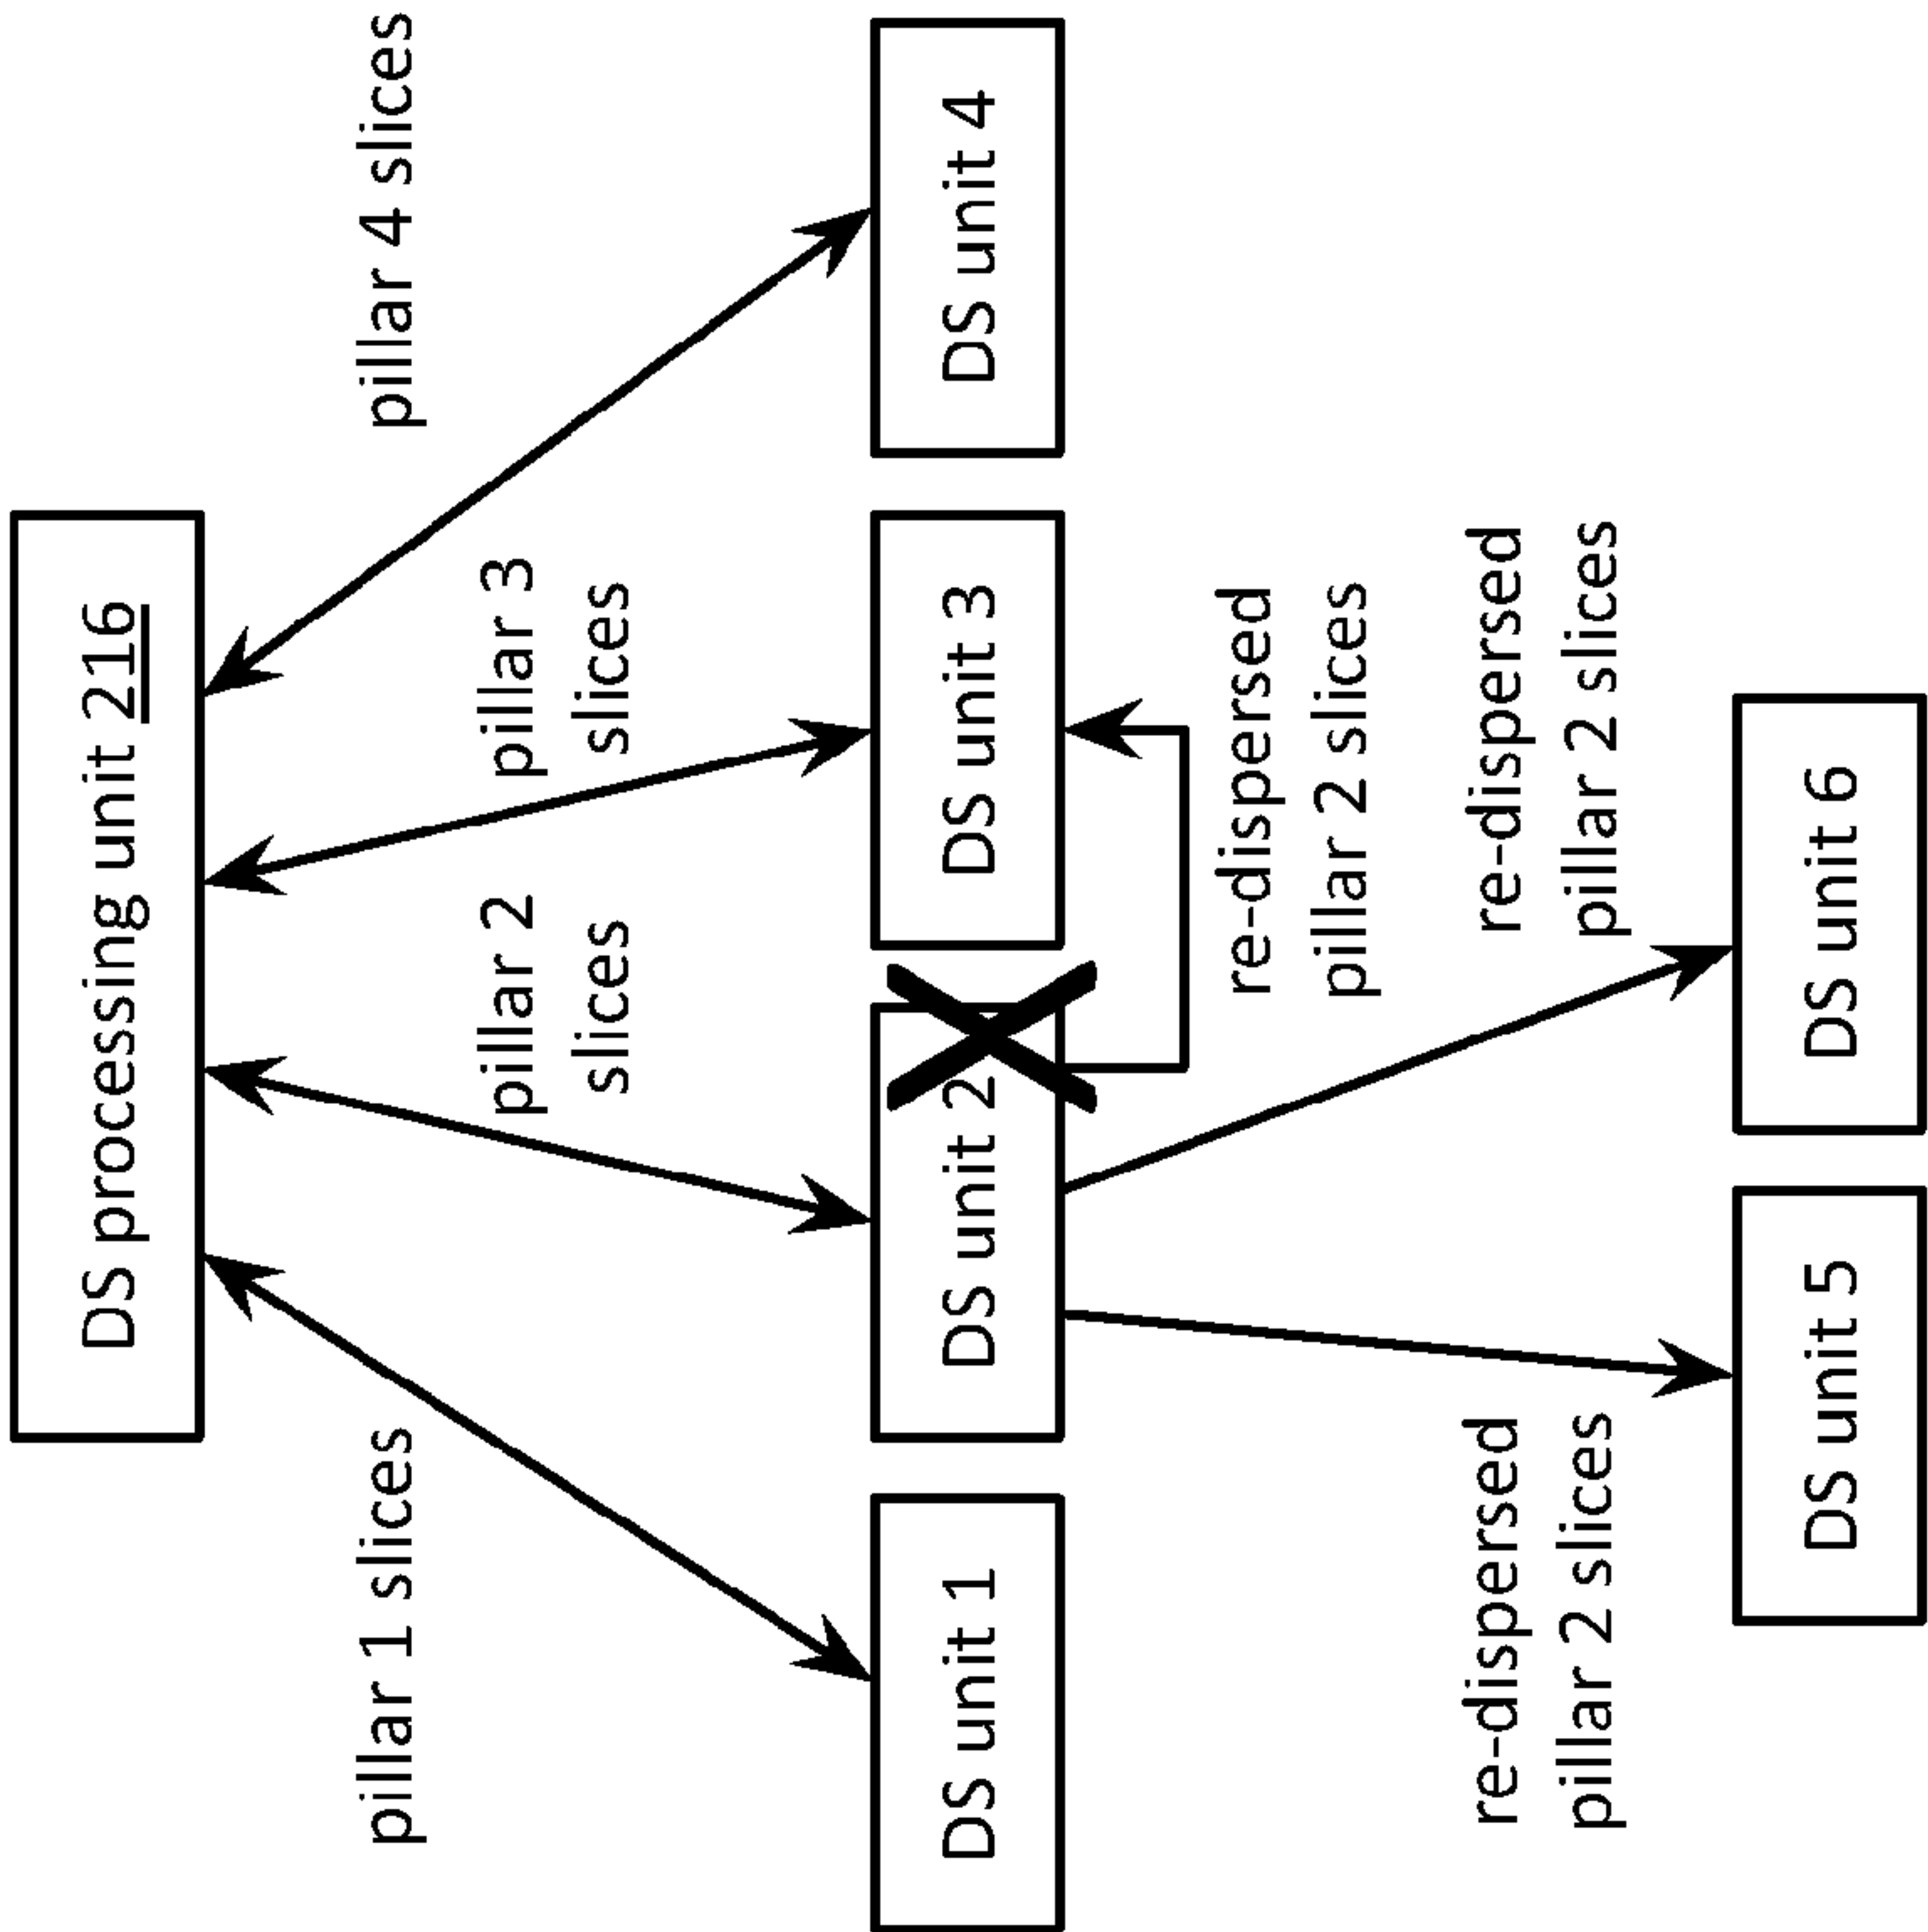 DS processing unit 216
pillar 1 slices
pillar 2
slices
pillar 3
slices
pillar 4 slices
DS unit 1
DS unit 2
DS unit 3
DS unit 4
re-dispersed
pillar 2 slices
re-dispersed
pillar 2 slices
re-dispersed
pillar 2 slices
DS unit 5
DS unit 6